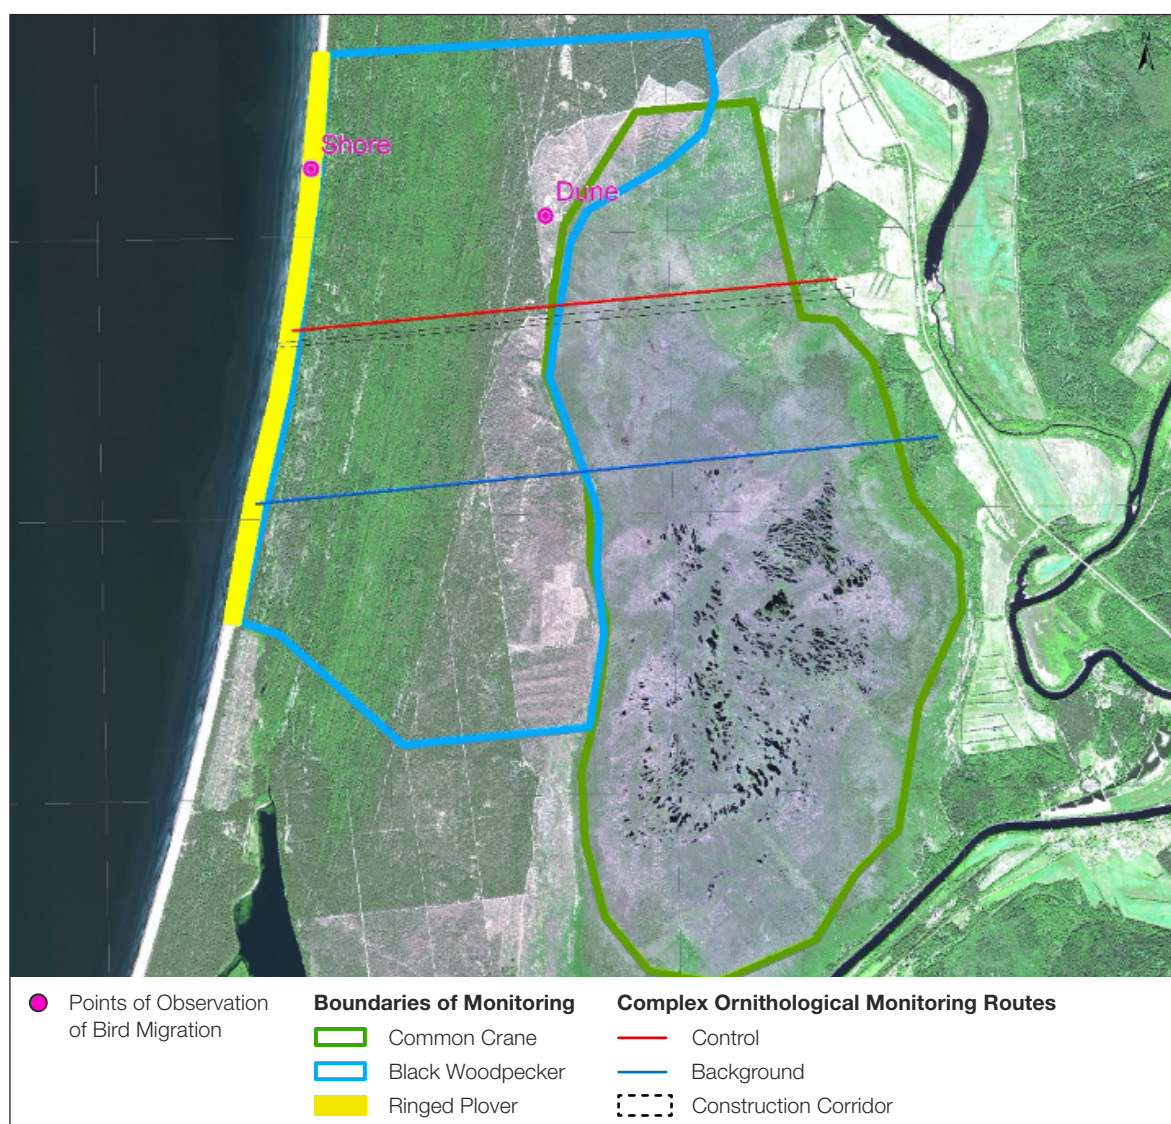 N
Shore
Dune
Points of Observation
of Bird Migration
Boundaries of Monitoring
Common Crane
Black Woodpecker
Ringed Plover
Complex Ornithological Monitoring Routes
Control
Background
Construction Corridor